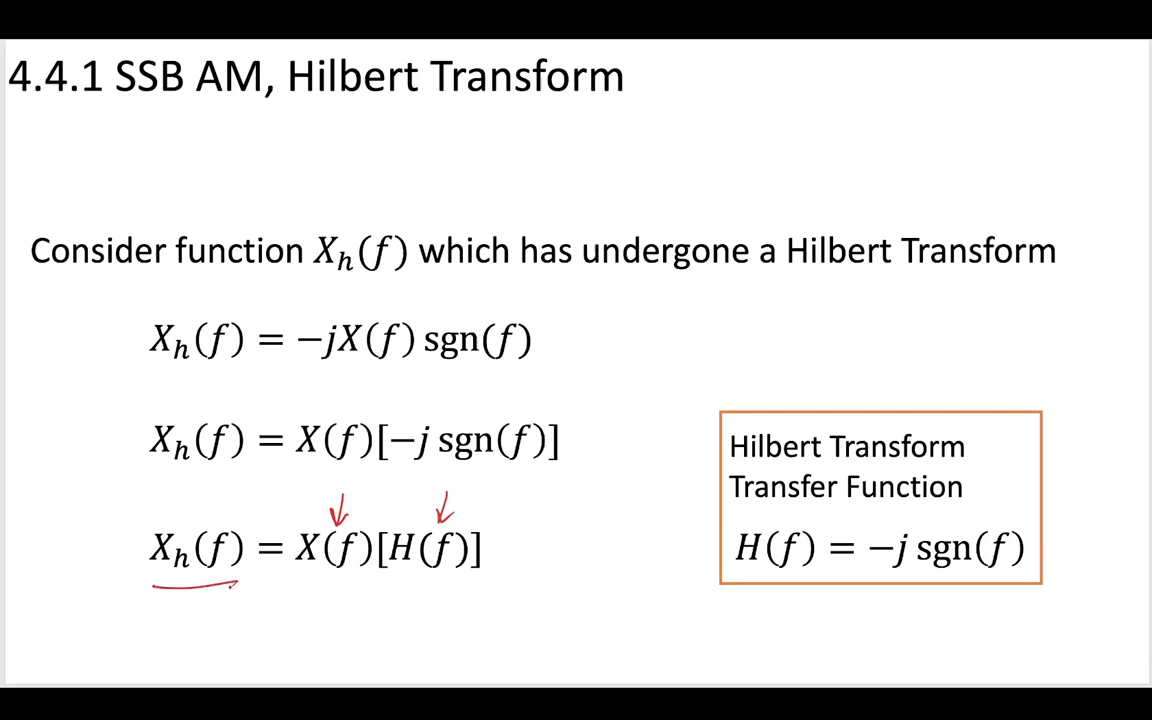 4.4.1 SSB AM, Hilbert Transform
Consider function Xₕ(f) which has undergone a Hilbert Transform
Xₕ(f) = −jX(f) sgn(f)
Xₕ(f) = X(f)[−j sgn(f)]
Xₕ(f) = X(f)[H(f)]
Hilbert Transform
Transfer Function
H(f) = −j sgn(f)